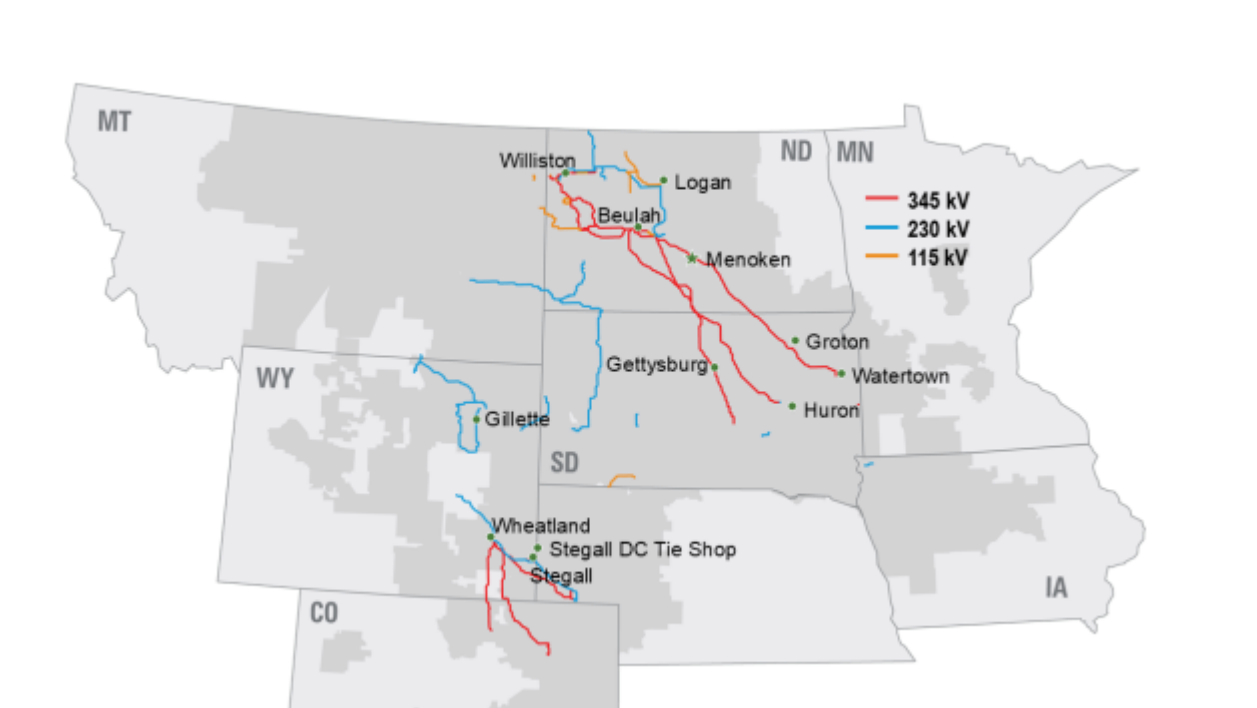 MT
ND
MN
Williston
Logan
345 kV
Beulah
230 kV
115 kV
Menoken
Groton
Gettysburg
Watertown
WY
Huron
Gillette
SD
Wheatland
Stegall DC Tie Shop
Stegall
IA
CO